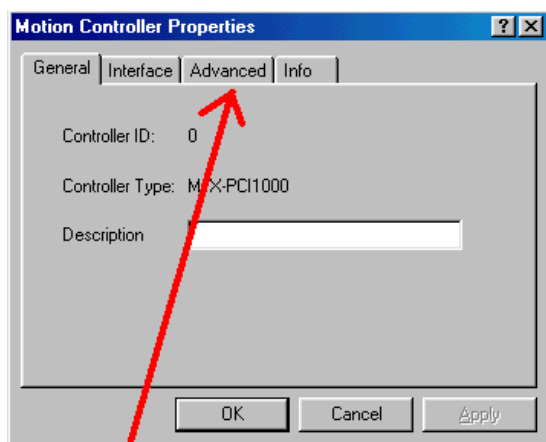 Motion Controller Properties
General Interface Advanced Info
Controller ID: 0
Controller Type:
Description
OK Cancel Apply